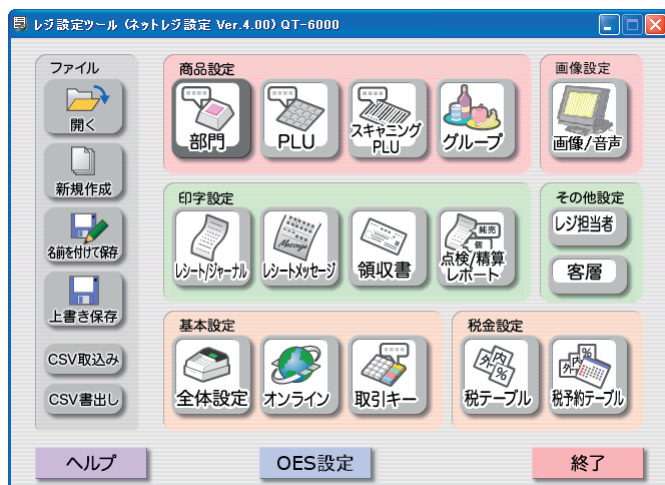 レジ設定ツール (ネットレジ設定 Ver.4.00) QT-6000
ファイル
開く
新規作成
名前を付けて保存
上書き保存
CSV取込み
CSV書出し
商品設定
部門
PLU
スキャニング
PLU
グループ
画像設定
画像/音声
印字設定
レシート/ジャーナル
レシートメッセージ
Message
領収書
純売
個
点検/精算
レポート
その他設定
レジ担当者
客層
基本設定
全体設定
オンライン
取引キー
税金設定
外内
%
税テーブル
外内%
税予約テーブル
ヘルプ
OES設定
終了